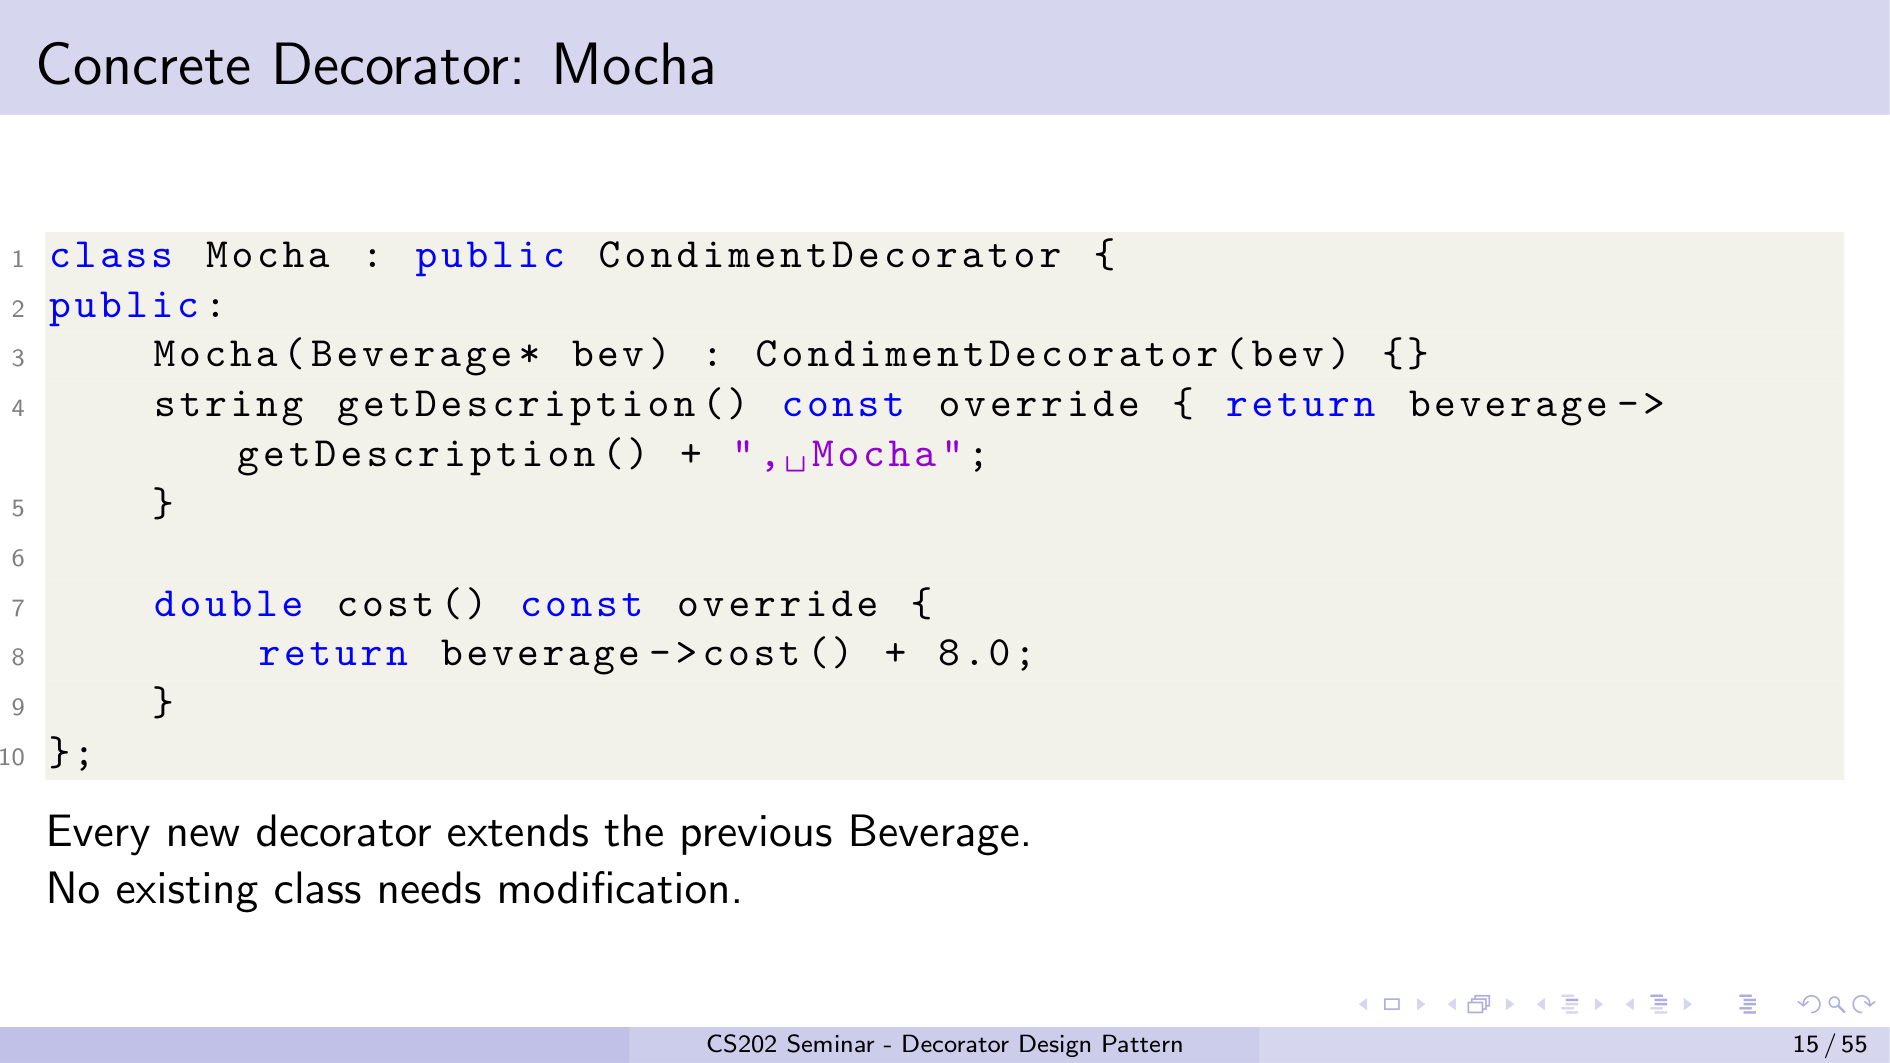 Concrete Decorator: Mocha
1 class Mocha : public CondimentDecorator {
2 public:
3     Mocha(Beverage* bev) : CondimentDecorator(bev) {}
4     string getDescription() const override { return beverage->
getDescription() + ",␣Mocha";
5     }
6
7     double cost() const override {
8         return beverage->cost() + 8.0;
9     }
10 };
Every new decorator extends the previous Beverage.
No existing class needs modification.
CS202 Seminar - Decorator Design Pattern
15 / 55